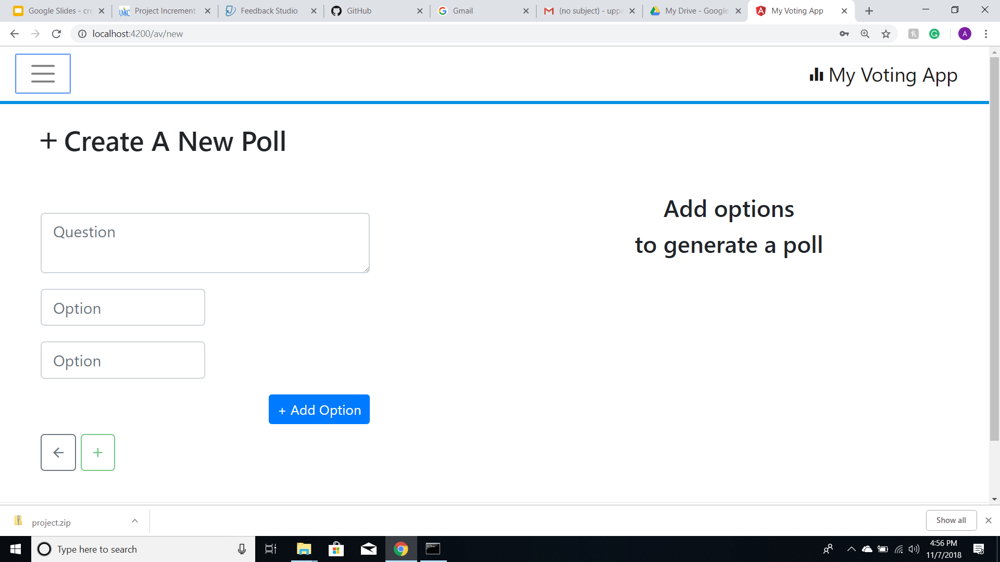 Google Slides - cre
Project Increment
Feedback Studio
GitHub
Gmail
(no subject) - uppa
My Drive - Google
My Voting App
localhost:4200/av/new
A
My Voting App
+ Create A New Poll
Add options
to generate a poll
Question
Option
Option
+ Add Option
project.zip
Show all
Type here to search
4:56 PM
11/7/2018